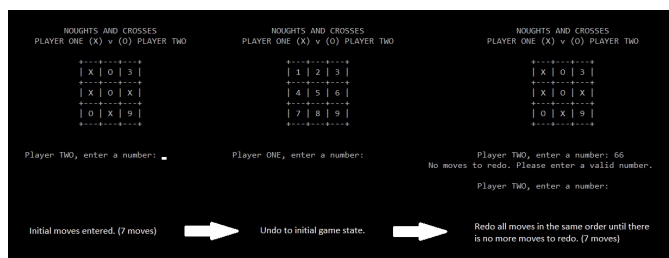 NOUGHTS AND CROSSES
PLAYER ONE (X) v (O) PLAYER TWO
+---+---+---+
| X | O | 3 |
+---+---+---+
| X | O | X |
+---+---+---+
| O | X | 9 |
+---+---+---+
Player TWO, enter a number:
Initial moves entered. (7 moves)
NOUGHTS AND CROSSES
PLAYER ONE (X) v (O) PLAYER TWO
+---+---+---+
| 1 | 2 | 3 |
+---+---+---+
| 4 | 5 | 6 |
+---+---+---+
| 7 | 8 | 9 |
+---+---+---+
Player ONE, enter a number:
Undo to initial game state.
NOUGHTS AND CROSSES
PLAYER ONE (X) v (O) PLAYER TWO
+---+---+---+
| X | O | 3 |
+---+---+---+
| X | O | X |
+---+---+---+
| O | X | 9 |
+---+---+---+
Player TWO, enter a number: 66
No moves to redo. Please enter a valid number.
Player TWO, enter a number:
Redo all moves in the same order until there
is no more moves to redo. (7 moves)